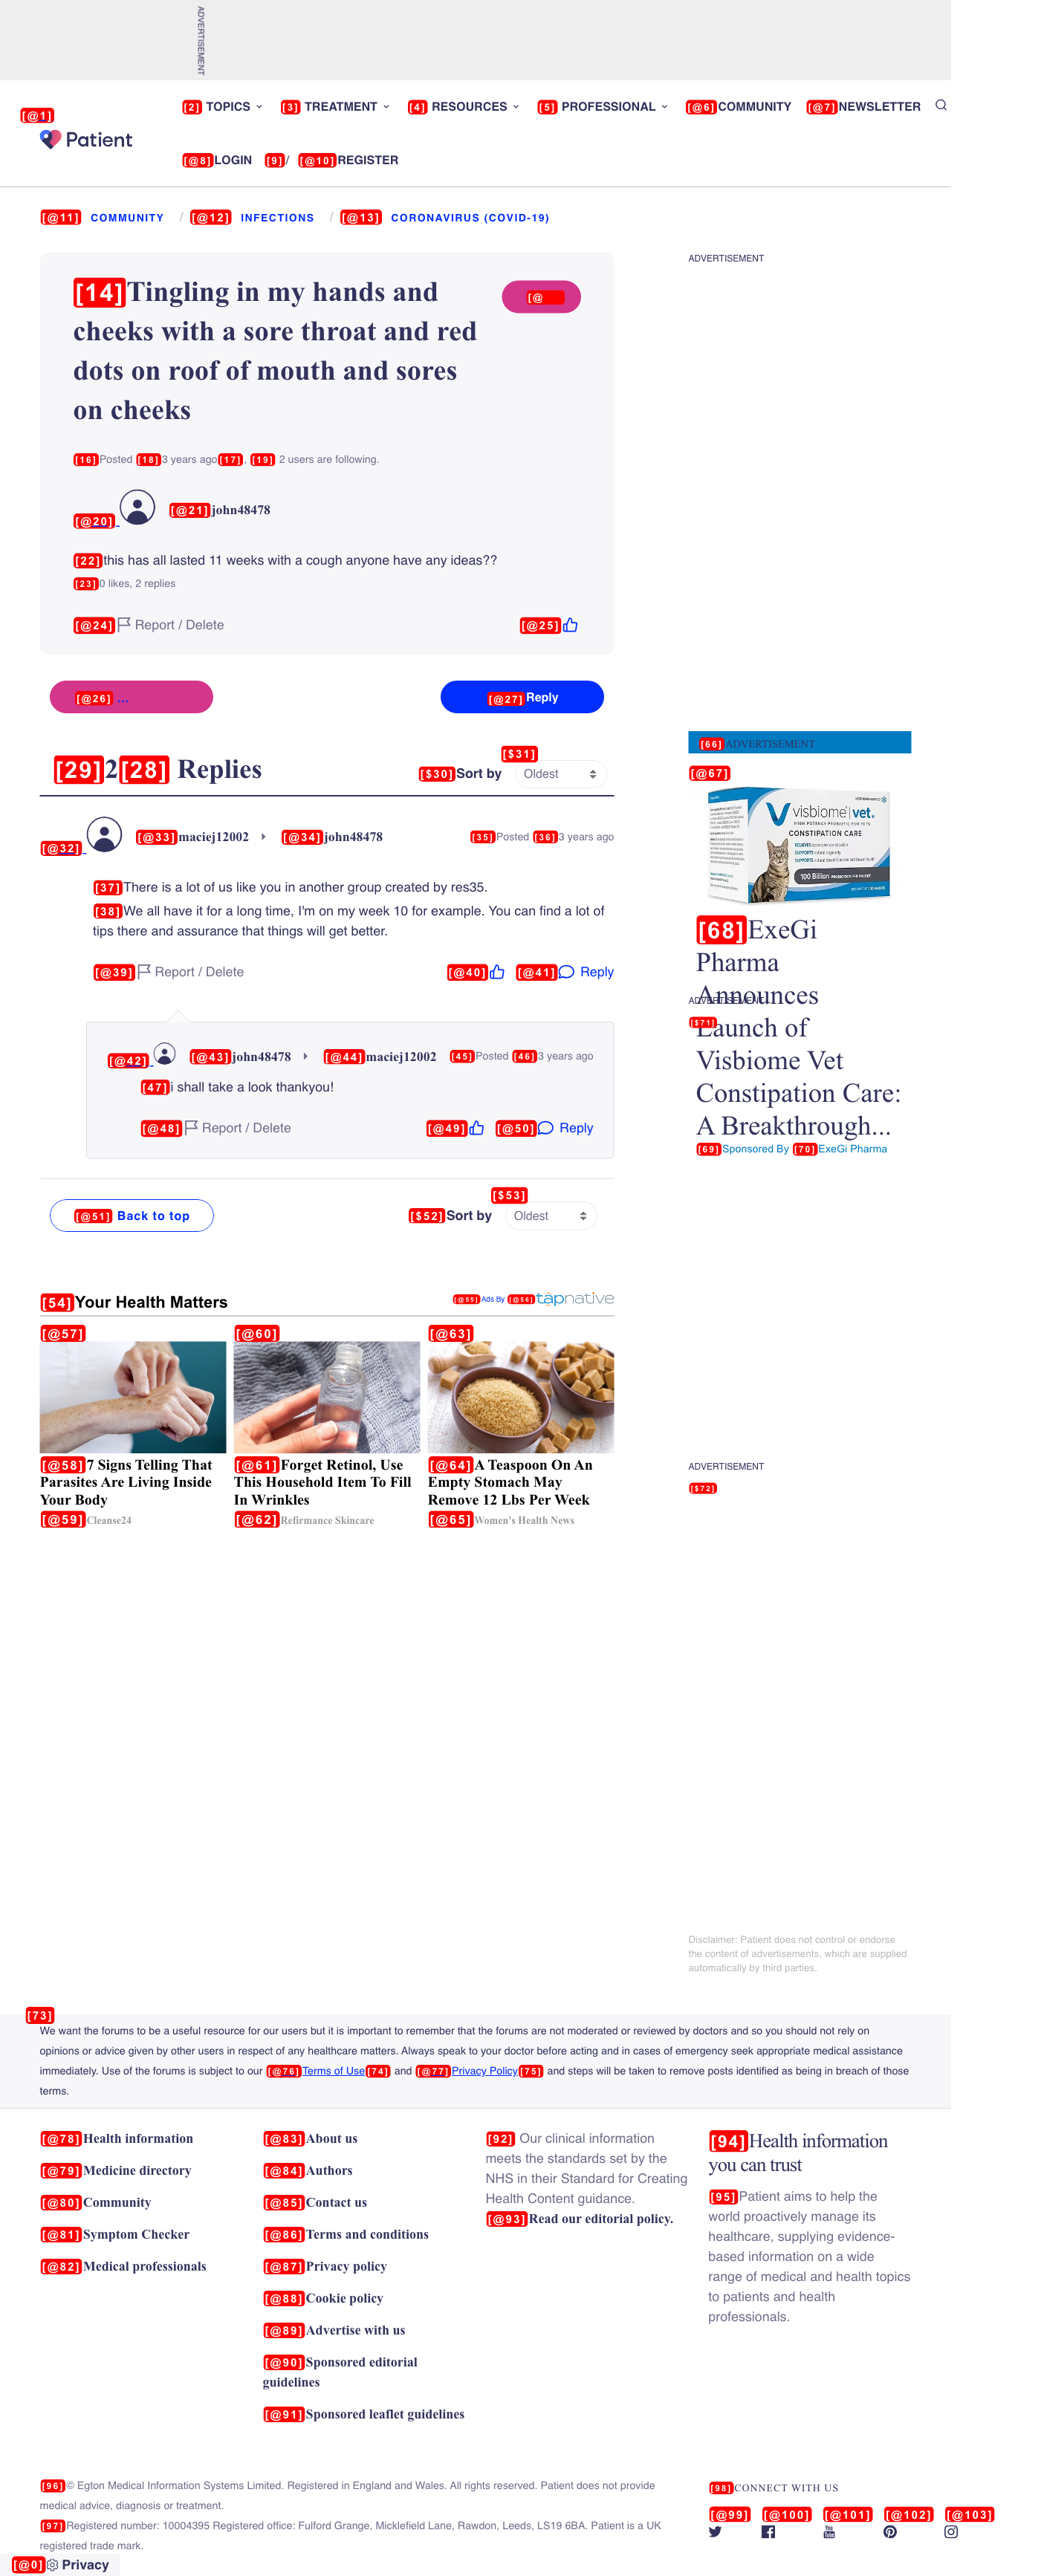 ADVERTISEMENT
[@1]
Patient
[2] TOPICS [3] TREATMENT [4] RESOURCES [5] PROFESSIONAL [@6]COMMUNITY [@7]NEWSLETTER
[@8]LOGIN [9]/ [@10]REGISTER
[@11] COMMUNITY / [@12] INFECTIONS / [@13] CORONAVIRUS (COVID-19)
ADVERTISEMENT
[14]Tingling in my hands and
cheeks with a sore throat and red
dots on roof of mouth and sores
on cheeks
[@
[16]Posted [18]3 years ago[17], [19] 2 users are following.
[@20] [@21]john48478
[22]this has all lasted 11 weeks with a cough anyone have any ideas??
[23]0 likes, 2 replies
[@24] Report / Delete [@25]
[@26] ... [@27]Reply
[29]2[28] Replies [$30]Sort by [$31] Oldest
[@32] [@33]maciej12002 [@34]john48478 [35]Posted [36]3 years ago
[37]There is a lot of us like you in another group created by res35.
[38]We all have it for a long time, I'm on my week 10 for example. You can find a lot of
tips there and assurance that things will get better.
[@39] Report / Delete [@40] [@41] Reply
[@42] [@43]john48478 [@44]maciej12002 [45]Posted [46]3 years ago
[47]i shall take a look thankyou!
[@48] Report / Delete [@49] [@50] Reply
[@51] Back to top [$52]Sort by [$53] Oldest
[66]ADVERTISEMENT
[@67]
visbiome vet.
CONSTIPATION CARE
100 Billion
[68]ExeGi
Pharma
Announces
ADVERTISEMENT
[$71]
Launch of
Visbiome Vet
Constipation Care:
A Breakthrough...
[69]Sponsored By [70]ExeGi Pharma
[54]Your Health Matters [@55]Ads By [@56]tapnative
[@57] [@60] [@63]
[@58]7 Signs Telling That
Parasites Are Living Inside
Your Body
[@59]Cleanse24
[@61]Forget Retinol, Use
This Household Item To Fill
In Wrinkles
[@62]Refirmance Skincare
[@64]A Teaspoon On An
Empty Stomach May
Remove 12 Lbs Per Week
[@65]Women's Health News
ADVERTISEMENT
[$72]
Disclaimer: Patient does not control or endorse
the content of advertisements, which are supplied
automatically by third parties.
[73]
We want the forums to be a useful resource for our users but it is important to remember that the forums are not moderated or reviewed by doctors and so you should not rely on
opinions or advice given by other users in respect of any healthcare matters. Always speak to your doctor before acting and in cases of emergency seek appropriate medical assistance
immediately. Use of the forums is subject to our [@76]Terms of Use[74] and [@77]Privacy Policy[75] and steps will be taken to remove posts identified as being in breach of those
terms.
[@78]Health information
[@79]Medicine directory
[@80]Community
[@81]Symptom Checker
[@82]Medical professionals
[@83]About us
[@84]Authors
[@85]Contact us
[@86]Terms and conditions
[@87]Privacy policy
[@88]Cookie policy
[@89]Advertise with us
[@90]Sponsored editorial
guidelines
[@91]Sponsored leaflet guidelines
[92] Our clinical information
meets the standards set by the
NHS in their Standard for Creating
Health Content guidance.
[@93]Read our editorial policy.
[94]Health information
you can trust
[95]Patient aims to help the
world proactively manage its
healthcare, supplying evidence-
based information on a wide
range of medical and health topics
to patients and health
professionals.
[96]© Egton Medical Information Systems Limited. Registered in England and Wales. All rights reserved. Patient does not provide
medical advice, diagnosis or treatment.
[97]Registered number: 10004395 Registered office: Fulford Grange, Micklefield Lane, Rawdon, Leeds, LS19 6BA. Patient is a UK
registered trade mark.
[98]CONNECT WITH US
[@99] [@100] [@101] [@102] [@103]
[@0] Privacy